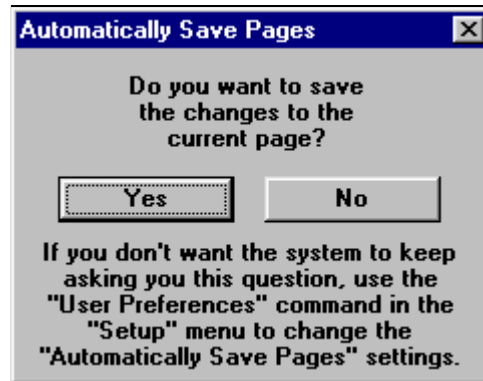 Automatically Save Pages
Do you want to save
the changes to the
current page?
Yes No
If you don't want the system to keep
asking you this question, use the
"User Preferences" command in the
"Setup" menu to change the
"Automatically Save Pages" settings.